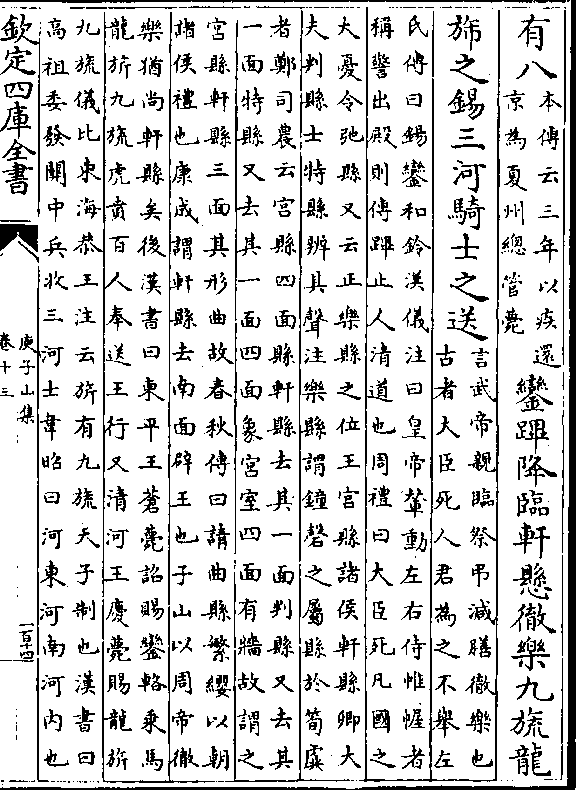 有八
本傳云三年以疾還
京為夏州總管薨
鑾蹕降臨軒懸徹樂九旒龍
旂之錫三河騎士之送
言武帝親臨祭弔減膳徹樂也
古者大臣死人君為之不舉左
氏傳曰錫鑾和鈴漢儀注曰皇帝輦動左右侍帷幄者
稱警出殿則傳蹕止人清道也周禮曰大臣死凡國之
大憂令弛縣又云正樂縣之位王宮縣諸侯軒縣卿大
夫判縣士特縣辨其聲注樂縣謂鐘磬之屬縣於筍虡
者鄭司農云宮縣四面縣軒縣去其一面判縣又去其
一面特縣又去其一面四面象宮室四面有牆故謂之
宮縣軒縣三面其形曲故春秋傳曰請曲縣繁纓以朝
諸侯禮也康成謂軒縣去南面辟王也子山以周帝徹
樂猶尚軒縣矣後漢書曰東平王蒼薨詔賜鑾輅乘馬
龍旂九旒虎賁百人奉送王行又清河王慶薨賜龍旂
九旒儀比東海恭王注云旂有九旒天子制也漢書曰
高祖委發關中兵收三河士韋昭曰河東河南河內也
欽定四庫全書
庾子山集
卷十三
一百十四